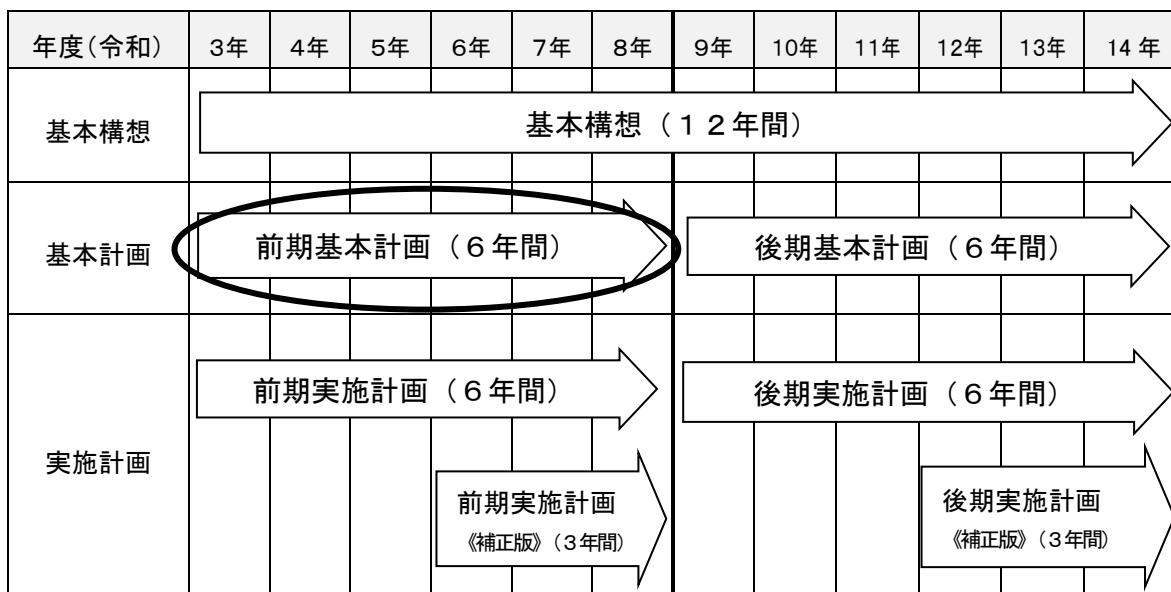 年度(令和) 3年 4年 5年 6年 7年 8年 9年 10年 11年 12年 13年 14年
基本構想 基本構想(12年間)
基本計画 前期基本計画(6年間) 後期基本計画(6年間)
実施計画
前期実施計画(6年間) 後期実施計画(6年間)
前期実施計画
《補正版》(3年間)
後期実施計画
《補正版》(3年間)